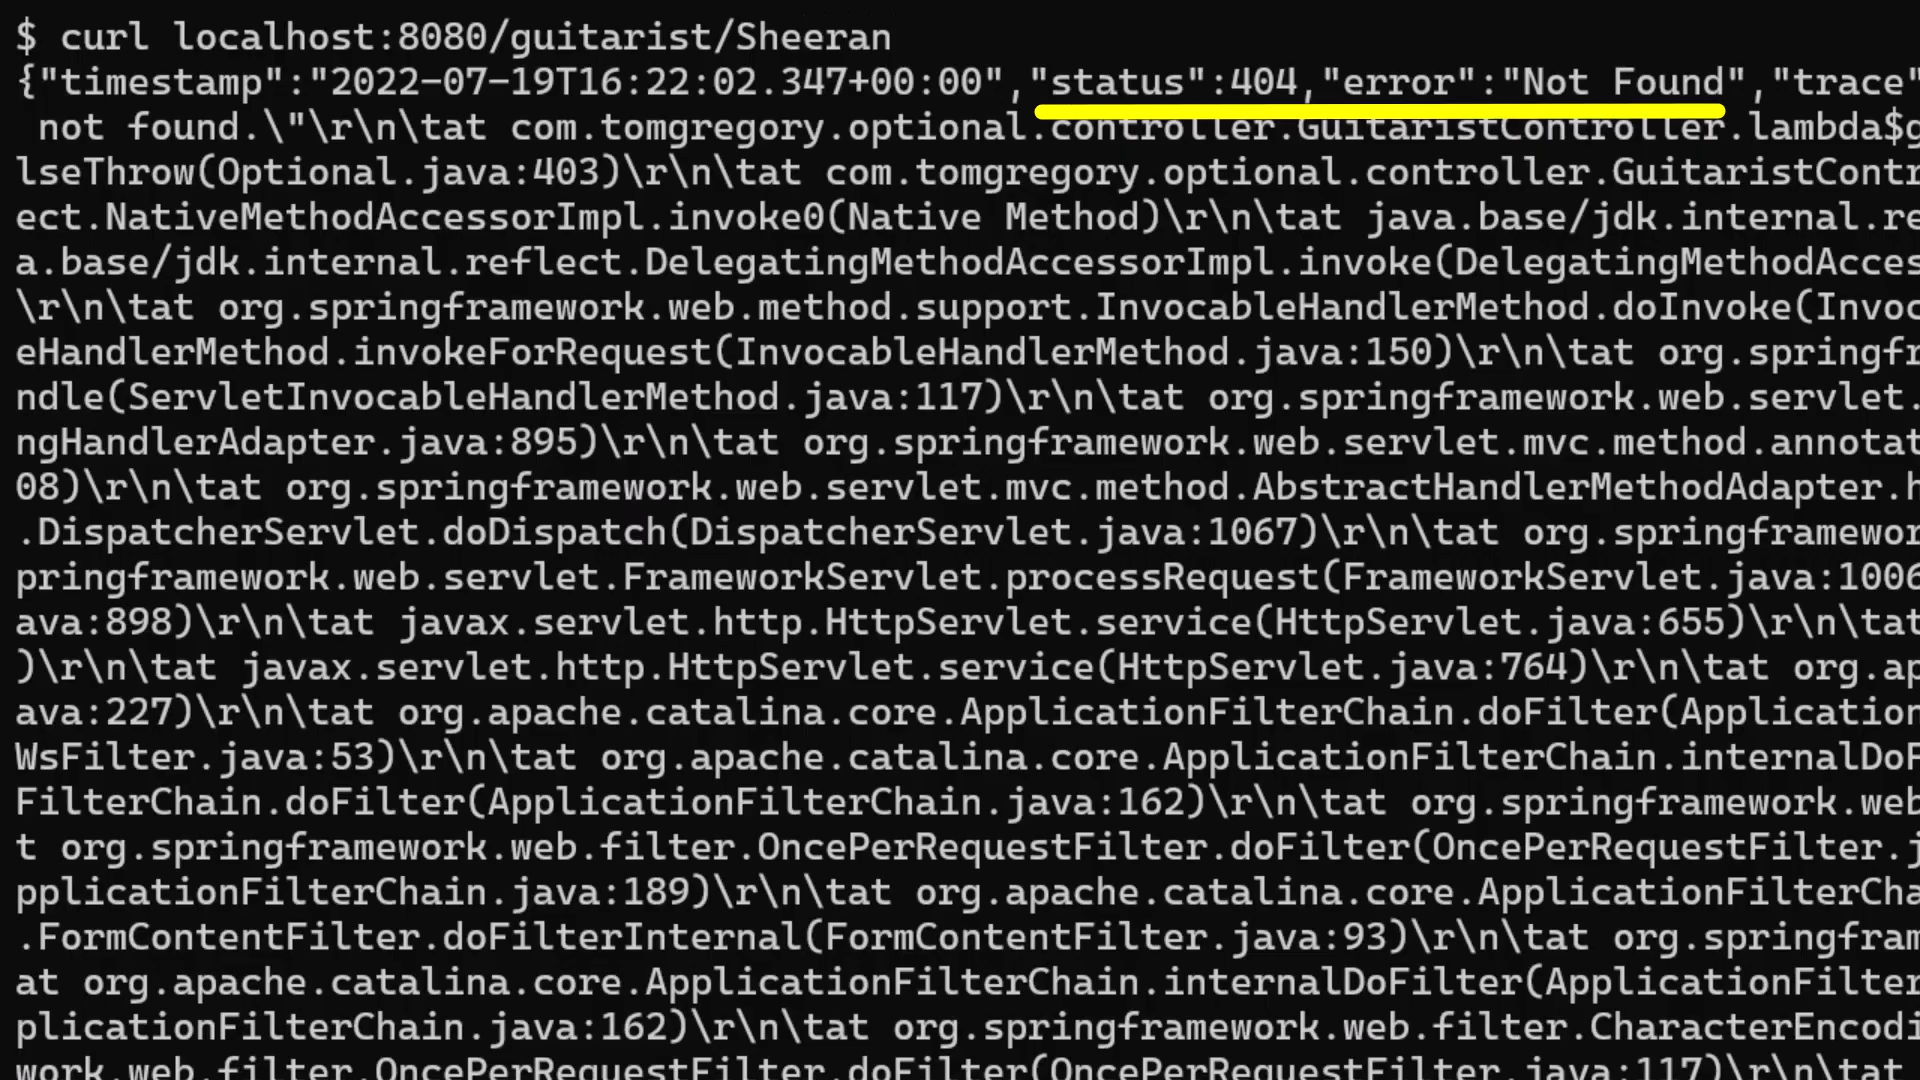 $ curl localhost:8080/guitarist/Sheeran
{"timestamp":"2022-07-19T16:22:02.347+00:00","status":404,"error":"Not Found","trace"
not found.\"\r\n\tat com.tomgregory.optional.controller.GuitaristController.lambda$g
lseThrow(Optional.java:403)\r\n\tat com.tomgregory.optional.controller.GuitaristContr
ect.NativeMethodAccessorImpl.invoke0(Native Method)\r\n\tat java.base/jdk.internal.re
a.base/jdk.internal.reflect.DelegatingMethodAccessorImpl.invoke(DelegatingMethodAcces
\r\n\tat org.springframework.web.method.support.InvocableHandlerMethod.doInvoke(Invoc
eHandlerMethod.invokeForRequest(InvocableHandlerMethod.java:150)\r\n\tat org.springfr
ndle(ServletInvocableHandlerMethod.java:117)\r\n\tat org.springframework.web.servlet.
ngHandlerAdapter.java:895)\r\n\tat org.springframework.web.servlet.mvc.method.annotat
08)\r\n\tat org.springframework.web.servlet.mvc.method.AbstractHandlerMethodAdapter.h
.DispatcherServlet.doDispatch(DispatcherServlet.java:1067)\r\n\tat org.springframewor
pringframework.web.servlet.FrameworkServlet.processRequest(FrameworkServlet.java:1006
ava:898)\r\n\tat javax.servlet.http.HttpServlet.service(HttpServlet.java:655)\r\n\tat
)\r\n\tat javax.servlet.http.HttpServlet.service(HttpServlet.java:764)\r\n\tat org.ap
ava:227)\r\n\tat org.apache.catalina.core.ApplicationFilterChain.doFilter(Application
WsFilter.java:53)\r\n\tat org.apache.catalina.core.ApplicationFilterChain.internalDoF
FilterChain.doFilter(ApplicationFilterChain.java:162)\r\n\tat org.springframework.web
t org.springframework.web.filter.OncePerRequestFilter.doFilter(OncePerRequestFilter.j
pplicationFilterChain.java:189)\r\n\tat org.apache.catalina.core.ApplicationFilterCha
.FormContentFilter.doFilterInternal(FormContentFilter.java:93)\r\n\tat org.springfram
at org.apache.catalina.core.ApplicationFilterChain.internalDoFilter(ApplicationFilter
plicationFilterChain.java:162)\r\n\tat org.springframework.web.filter.CharacterEncodi
work.web.filter.OncePerRequestFilter.doFilter(OncePerRequestFilter.java:117)\r\n\tat